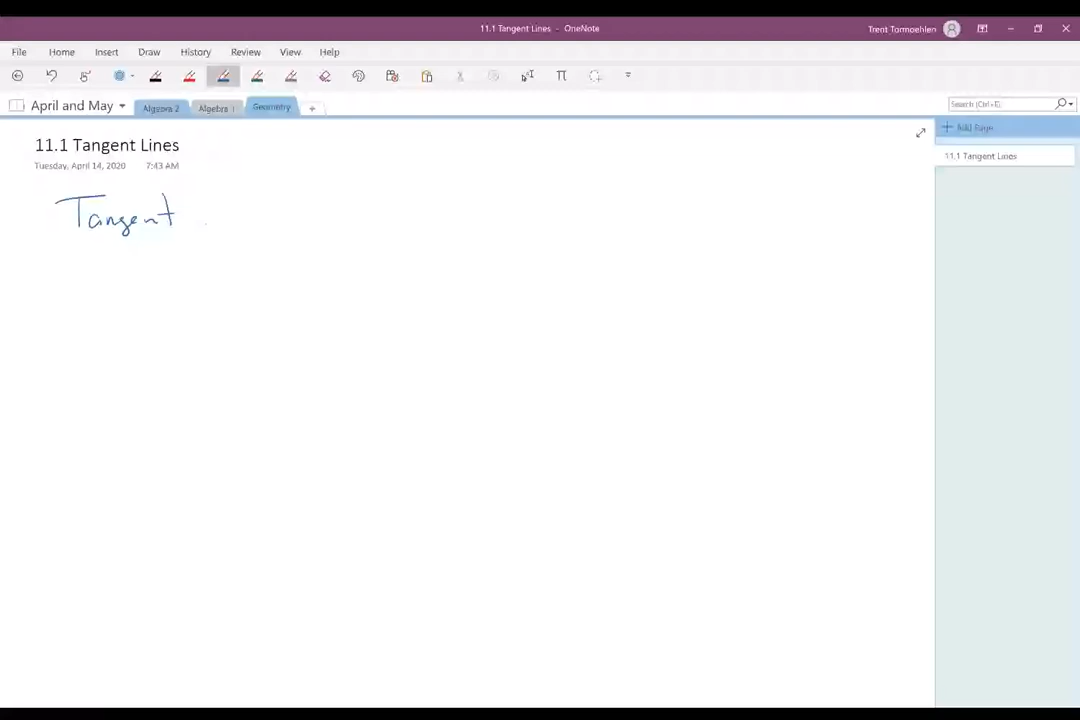 11.1 Tangent Lines - OneNote
Trent Tormoehlen
File Home Insert Draw History Review View Help
April and May
Algebra 2
Algebra 1
Geometry
Search (Ctrl+E)
Add Page
11.1 Tangent Lines
11.1 Tangent Lines
Tuesday, April 14, 2020 7:43 AM
Tangent